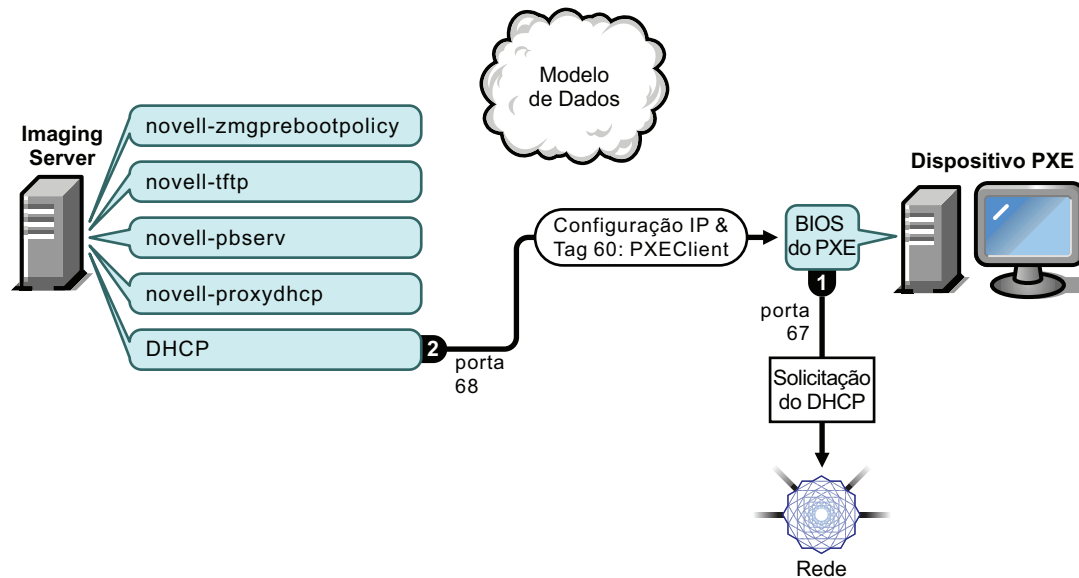 Modelo
de Dados
Imaging
Server
novell-zmgprebootpolicy
novell-tftp
novell-pbserv
novell-proxydhcp
DHCP
2
porta
68
Configuração IP &
Tag 60: PXEClient
BIOS
do PXE
1
Dispositivo PXE
porta
67
Solicitação
do DHCP
Rede